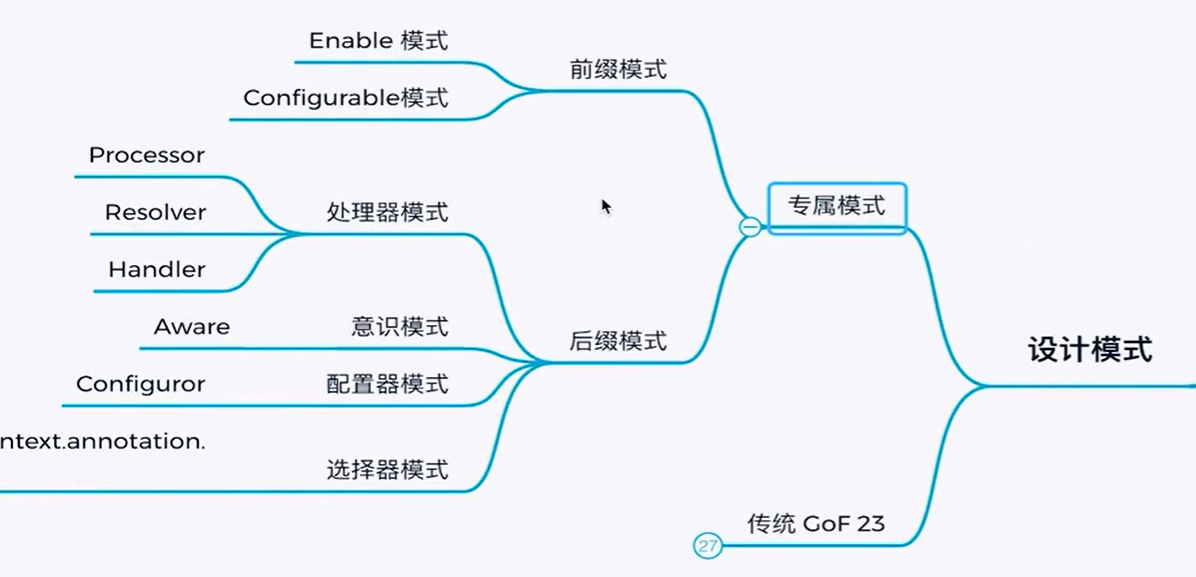 Enable 模式
前缀模式
Configurable模式
Processor
Resolver
处理器模式
专属模式
Handler
Aware
意识模式
后缀模式
设计模式
Configuror
配置器模式
ntext.annotation.
选择器模式
传统 GoF 23
27